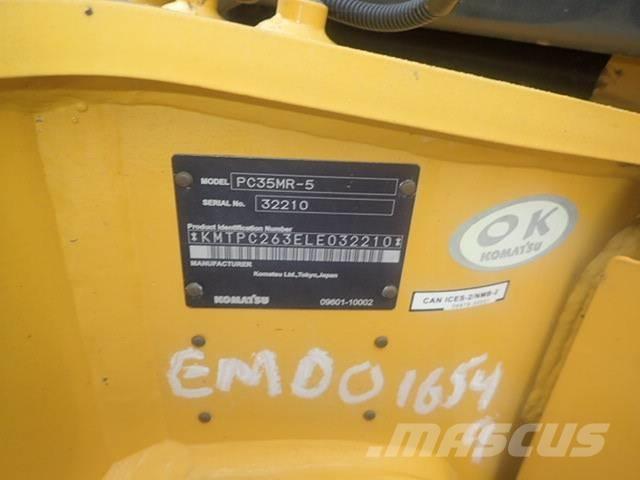 MODEL PC35MR-5
SERIAL No. 32210
Product Identification Number
*KMTPC263ELE032210*
MANUFACTURER
Komatsu Ltd.,Tokyo,Japan
KOMATSU 09601-10002
OK
KOMATSU
CAN ICES-2/NMB-2
EMDO1654
MASCUS